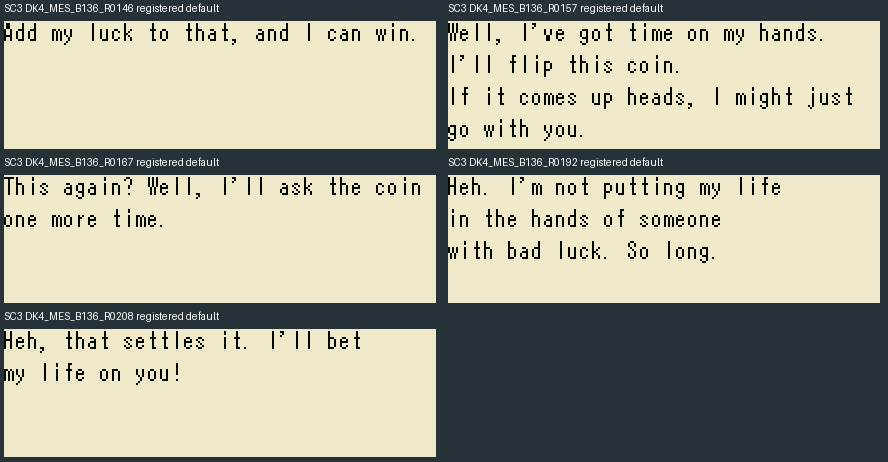 SC3 DK4_MES_B136_R0146 registered default
Add my luck to that, and I can win.
SC3 DK4_MES_B136_R0157 registered default
Well, I've got time on my hands.
I'll flip this coin.
If it comes up heads, I might just
go with you.
SC3 DK4_MES_B136_R0167 registered default
This again? Well, I'll ask the coin
one more time.
SC3 DK4_MES_B136_R0192 registered default
Heh. I'm not putting my life
in the hands of someone
with bad luck. So long.
SC3 DK4_MES_B136_R0208 registered default
Heh, that settles it. I'll bet
my life on you!